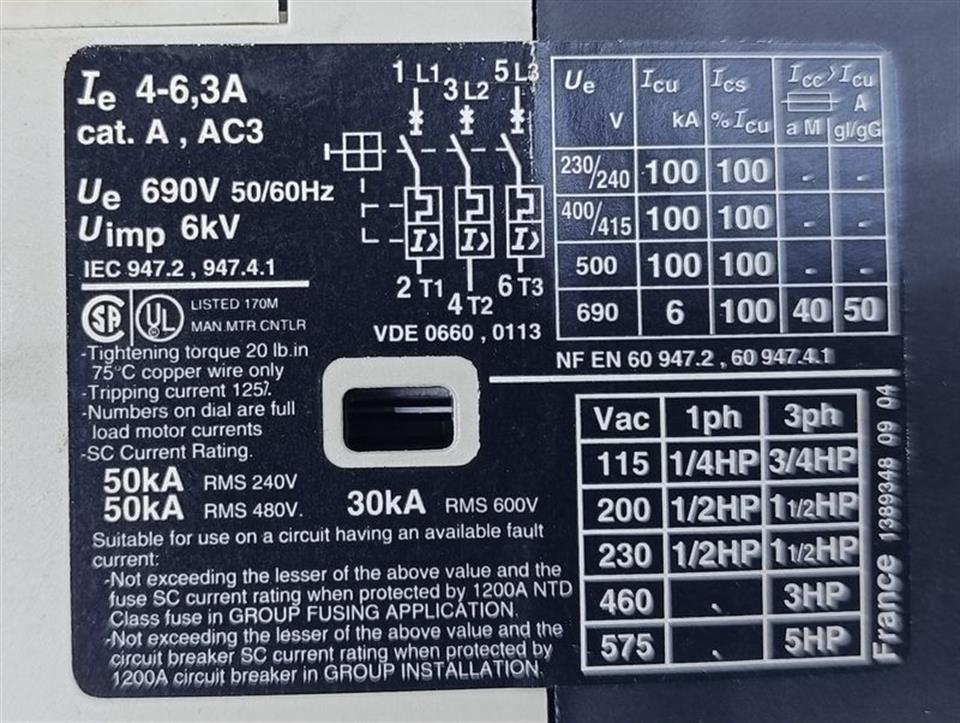 Ie 4-6,3A
cat. A , AC3
Ue 690V 50/60Hz
Uimp 6kV
IEC 947.2 , 947.4.1
SA UL LISTED 170M
MAN.MTR.CNTLR
-Tightening torque 20 lb.in
75°C copper wire only
-Tripping current 125%.
-Numbers on dial are full
load motor currents
-SC Current Rating.
50kA RMS 240V
50kA RMS 480V. 30kA RMS 600V
Suitable for use on a circuit having an available fault
current:
-Not exceeding the lesser of the above value and the
fuse SC current rating when protected by 1200A NTD
Class fuse in GROUP FUSING APPLICATION.
-Not exceeding the lesser of the above value and the
circuit breaker SC current rating when protected by
1200A circuit breaker in GROUP INSTALLATION.
1 L1 3 L2 5 L3
I> I> I>
2 T1 4 T2 6 T3
VDE 0660 , 0113
Ue Icu Ics Icc> Icu
A
V kA % Icu aM gl/gG
230/240 100 100 - -
400/415 100 100 - -
500 100 100 - -
690 6 100 40 50
NF EN 60 947.2 , 60 947.4.1
Vac 1ph 3ph
115 1/4HP 3/4HP
200 1/2HP 11/2HP
230 1/2HP 11/2HP
460 . 3HP
575 . 5HP
France 1389348 09 04